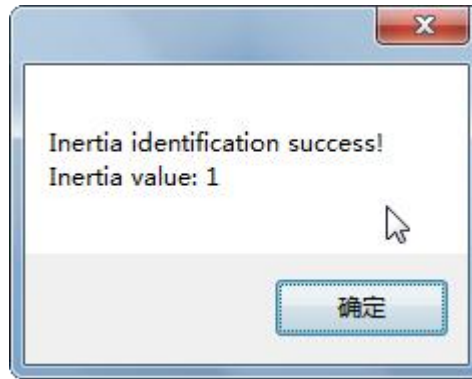 Inertia identification success!
Inertia value: 1
确定